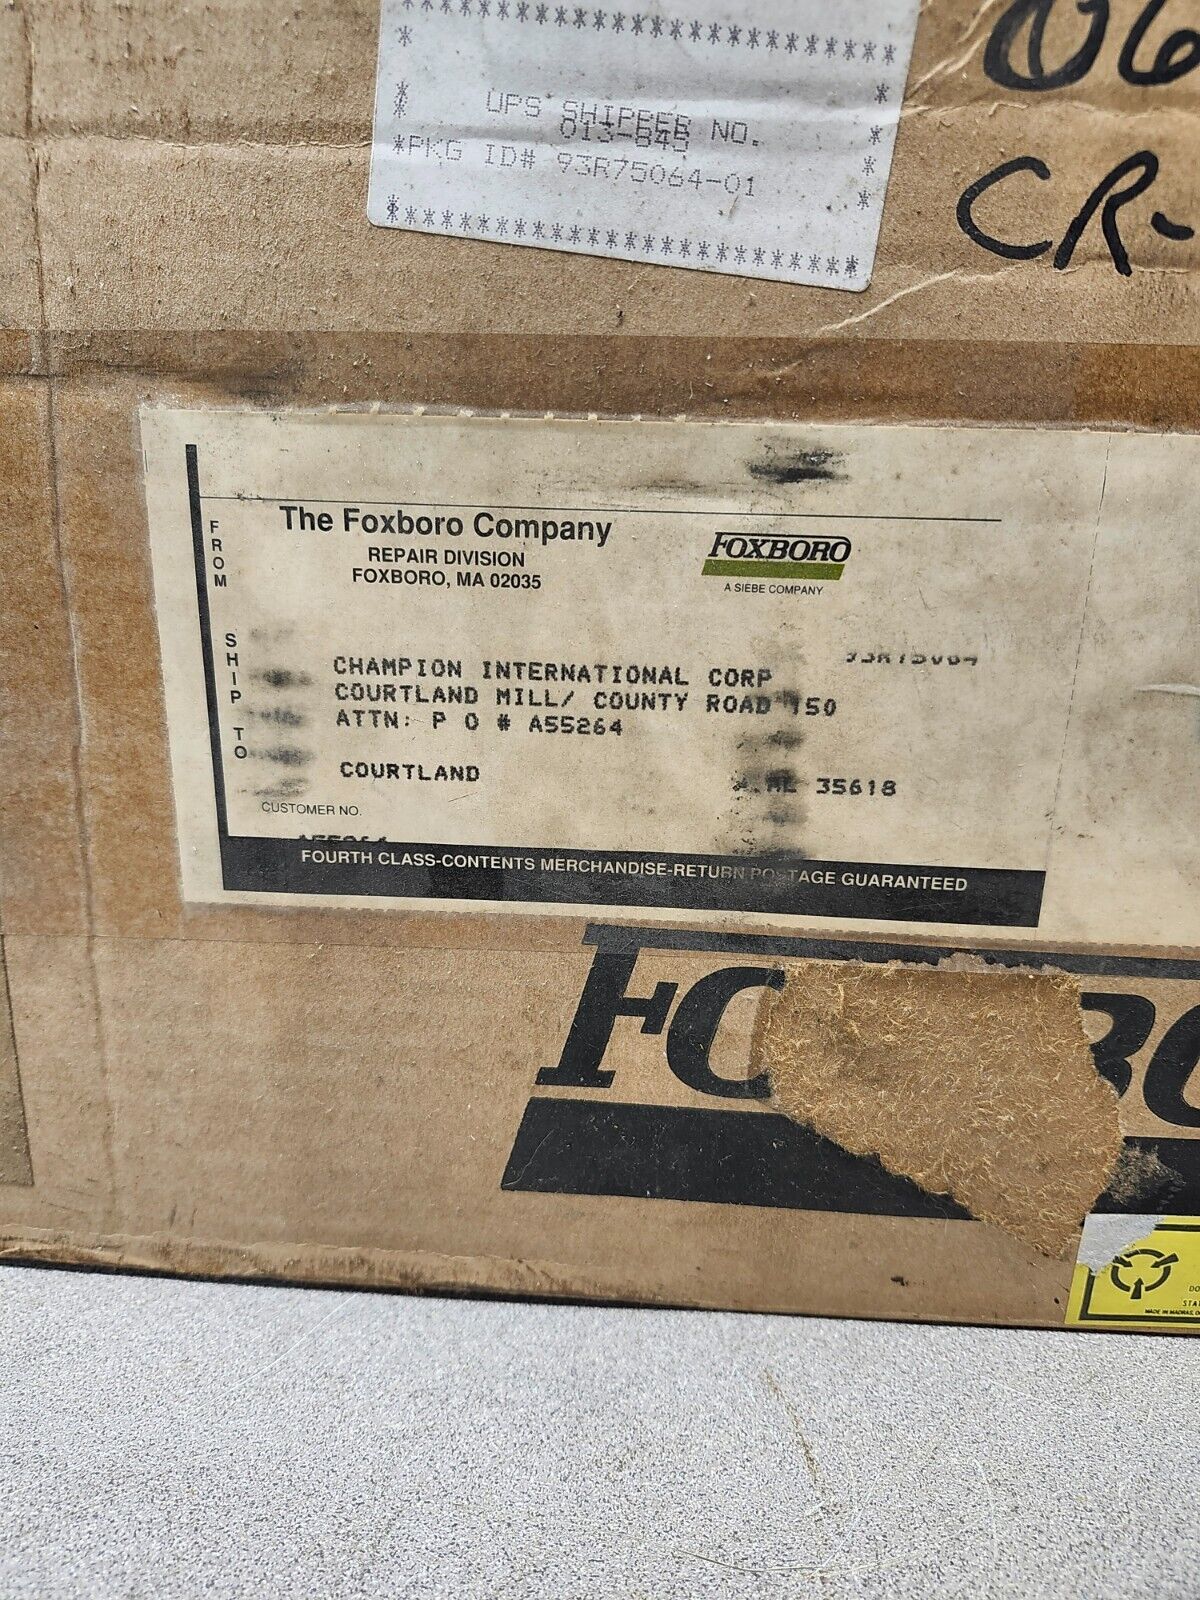 UPS SHIPPER NO.
013-845
*PKG ID# 93R75064-01
CR-
The Foxboro Company
REPAIR DIVISION
FOXBORO, MA 02035
FOXBORO
A SIEBE COMPANY
FROM
SHIP TO
93R75064
CHAMPION INTERNATIONAL CORP
COURTLAND MILL/ COUNTY ROAD 150
ATTN: P O # A55264
COURTLAND 35618
CUSTOMER NO.
A55264
FOURTH CLASS-CONTENTS MERCHANDISE-RETURN POSTAGE GUARANTEED